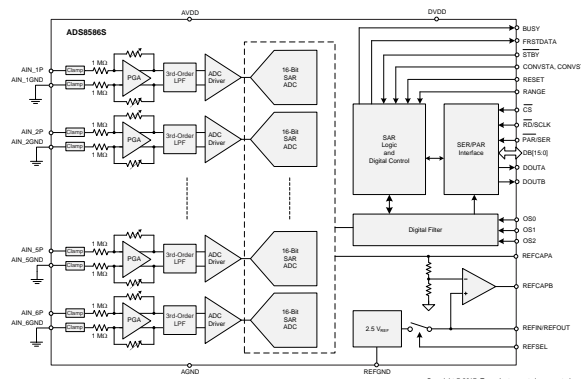 AVDD DVDD
ADS8586S
BUSY
FRSTDATA
STBY
CONVSTA, CONVS
RESET
RANGE
CS
RD/SCLK
PAR/SER
DB[15:0]
DOUTA
DOUTB
OS0
OS1
OS2
REFCAPA
REFCAPB
REFIN/REFOUT
REFSEL
AIN_1P
AIN_1GND
Clamp
Clamp
1 MΩ
1 MΩ
PGA
3rd-Order
LPF
ADC
Driver
16-Bit
SAR
ADC
AIN_2P
AIN_2GND
Clamp
Clamp
1 MΩ
1 MΩ
PGA
3rd-Order
LPF
ADC
Driver
16-Bit
SAR
ADC
AIN_5P
AIN_5GND
Clamp
Clamp
1 MΩ
1 MΩ
PGA
3rd-Order
LPF
ADC
Driver
16-Bit
SAR
ADC
AIN_6P
AIN_6GND
Clamp
Clamp
1 MΩ
1 MΩ
PGA
3rd-Order
LPF
ADC
Driver
16-Bit
SAR
ADC
SAR
Logic
and
Digital Control
SER/PAR
Interface
Digital Filter
2.5 VREF
AGND REFGND